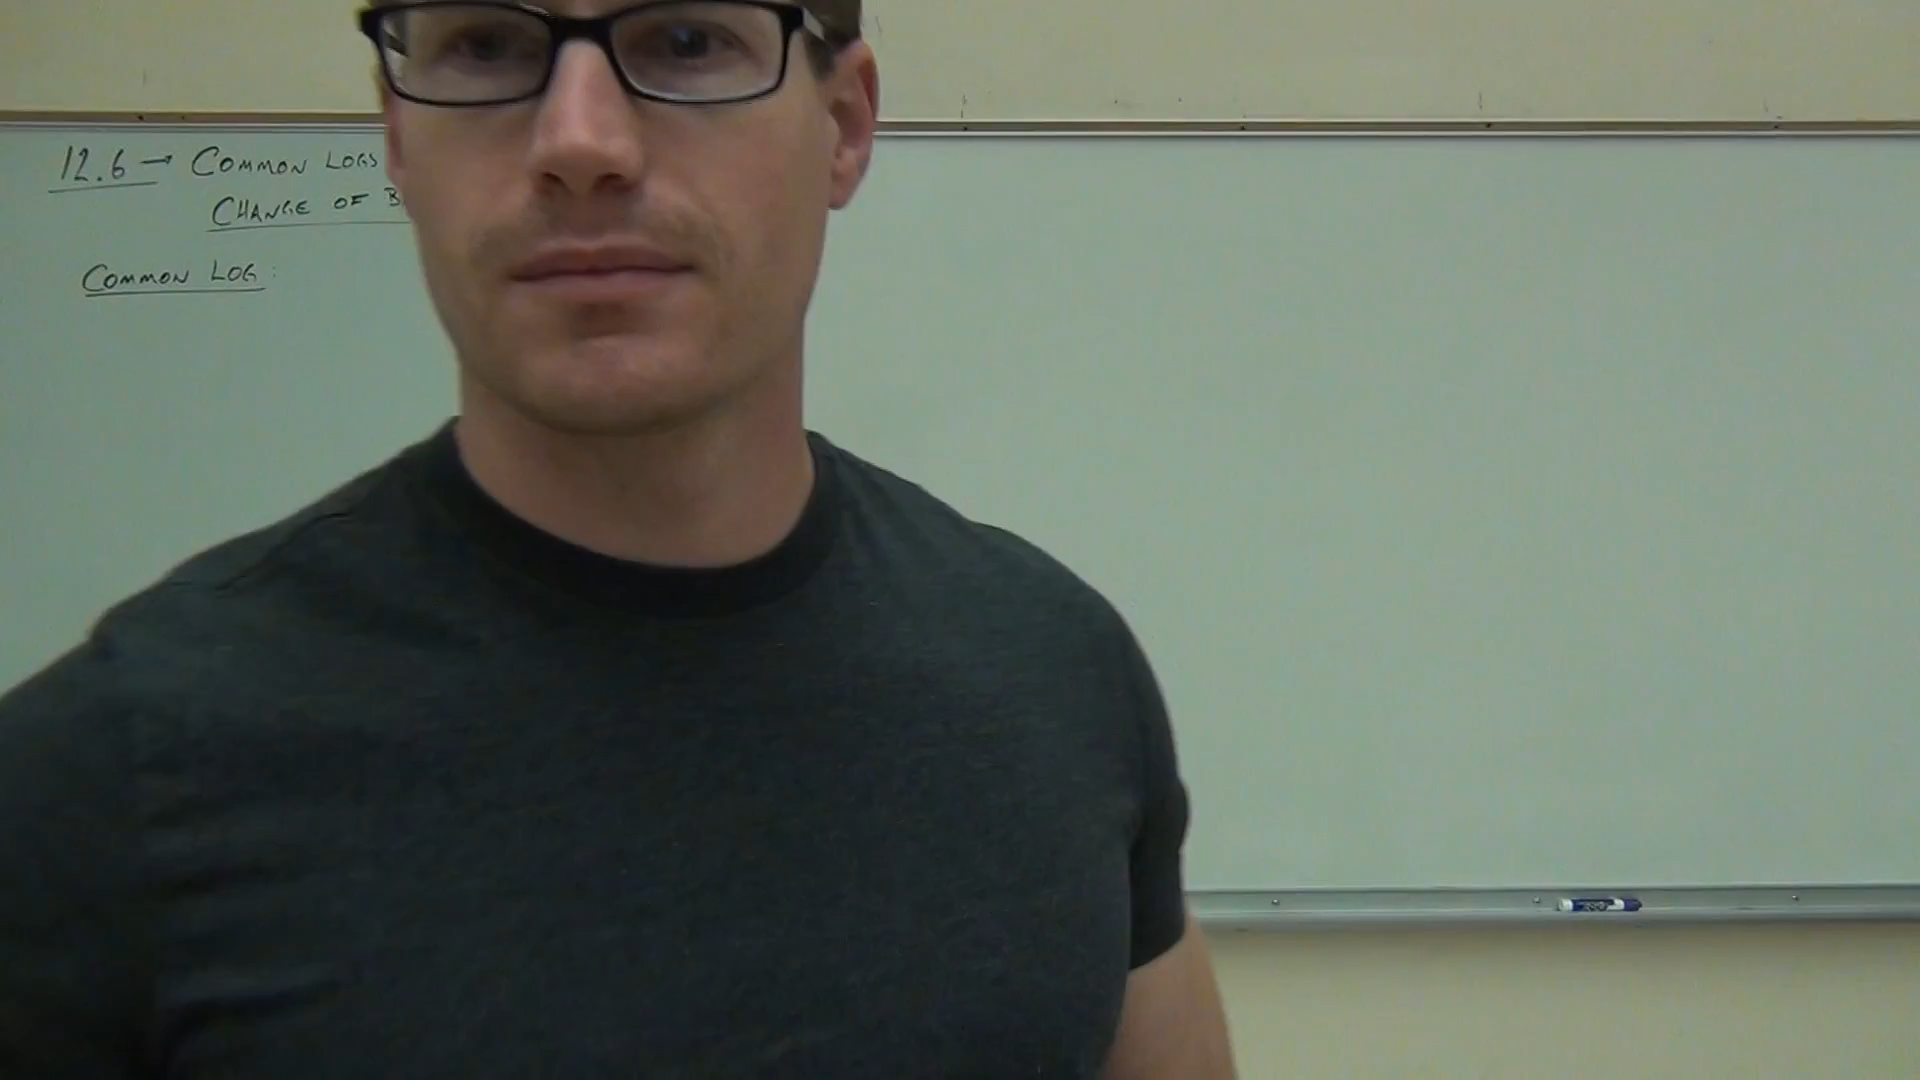 12.6 → COMMON LOGS
CHANGE OF B
COMMON LOG: